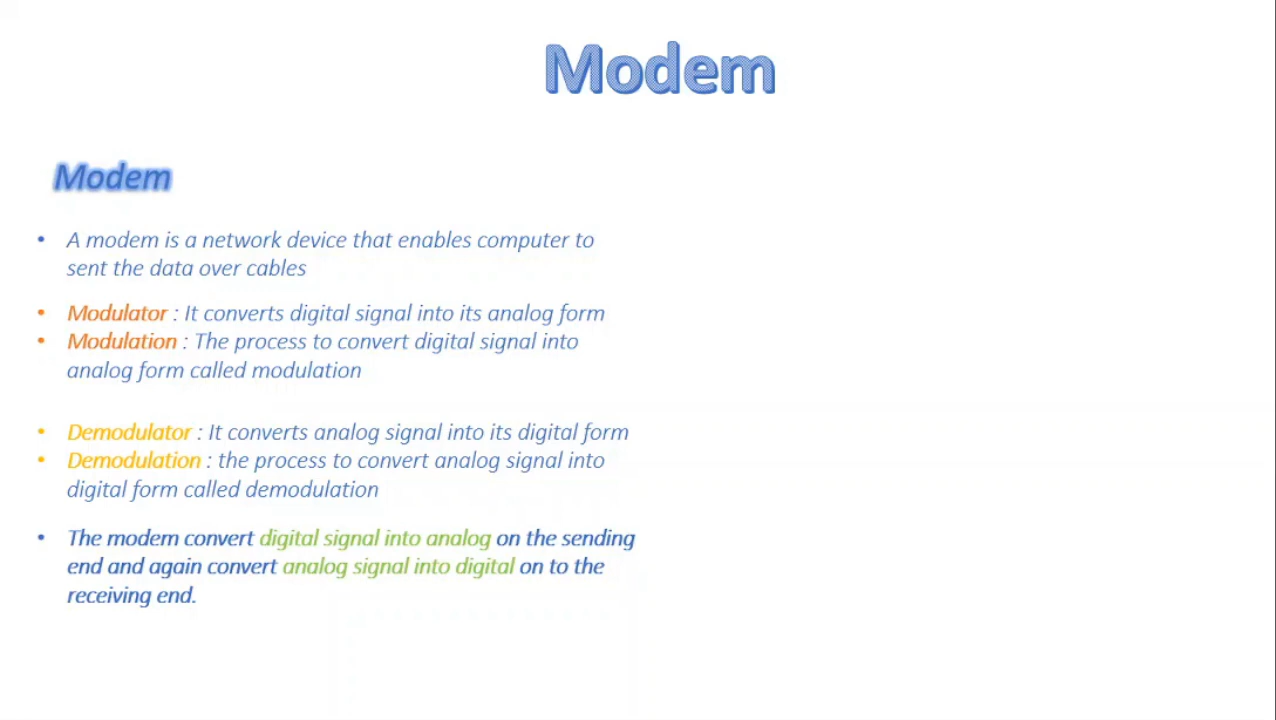 Modem
Modem
• A modem is a network device that enables computer to
sent the data over cables
• Modulator : It converts digital signal into its analog form
• Modulation : The process to convert digital signal into
analog form called modulation
• Demodulator : It converts analog signal into its digital form
• Demodulation : the process to convert analog signal into
digital form called demodulation
• The modem convert digital signal into analog on the sending
end and again convert analog signal into digital on to the
receiving end.